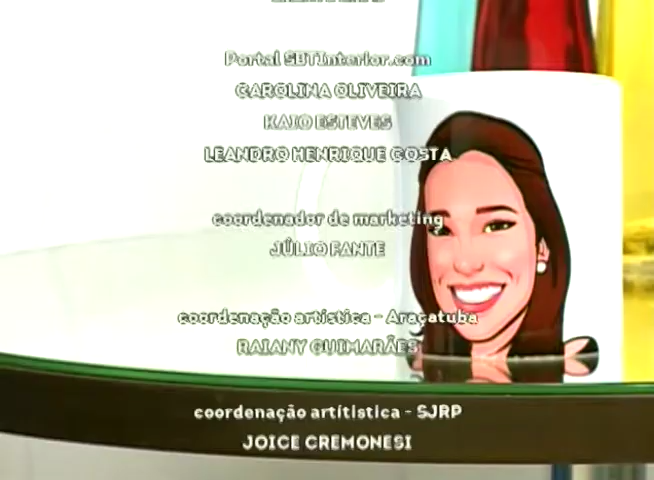 Portal SBTInterior.com
CAROLINA OLIVEIRA
KAIO ESTEVES
LEANDRO HENRIQUE COSTA
coordenador de marketing
JÚLIO FANTE
coordenação artística - Araçatuba
RAIANY GUIMARÃES
coordenação artítistica - SJRP
JOICE CREMONESI